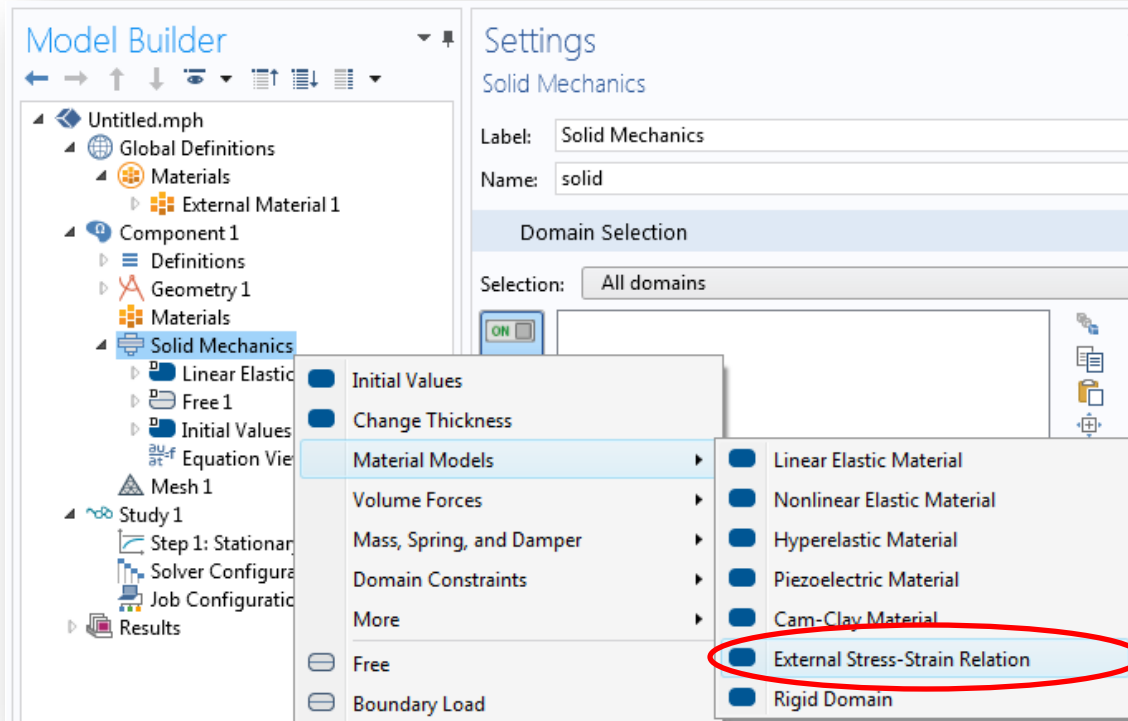 Model Builder
Untitled.mph
Global Definitions
Materials
External Material 1
Component 1
Definitions
Geometry 1
Materials
Solid Mechanics
Linear Elastic
Free 1
Initial Values
Equation Vie
Mesh 1
Study 1
Step 1: Stationar
Solver Configura
Job Configuratic
Results
Settings
Solid Mechanics
Label: Solid Mechanics
Name: solid
Domain Selection
Selection: All domains
ON
Initial Values
Change Thickness
Material Models
Volume Forces
Mass, Spring, and Damper
Domain Constraints
More
Free
Boundary Load
Linear Elastic Material
Nonlinear Elastic Material
Hyperelastic Material
Piezoelectric Material
Cam-Clay Material
External Stress-Strain Relation
Rigid Domain